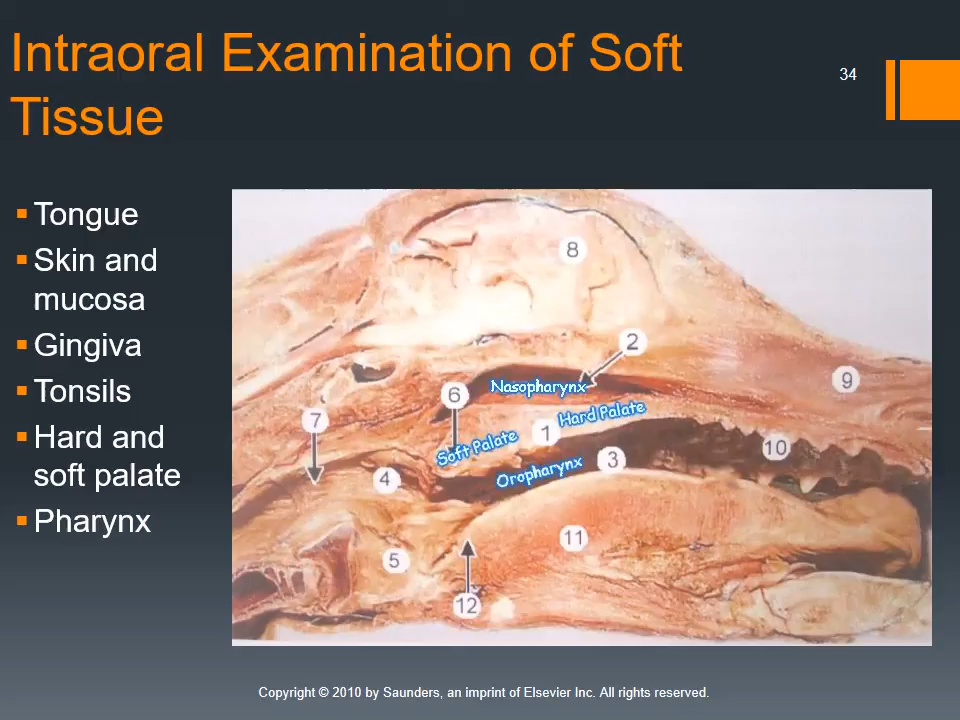 Intraoral Examination of Soft
Tissue
34
Tongue
Skin and
mucosa
Gingiva
Tonsils
Hard and
soft palate
Pharynx
8
2
Nasopharynx
9
6
Hard Palate
7
1
Soft Palate
10
3
Oropharynx
4
11
5
12
Copyright © 2010 by Saunders, an imprint of Elsevier Inc. All rights reserved.